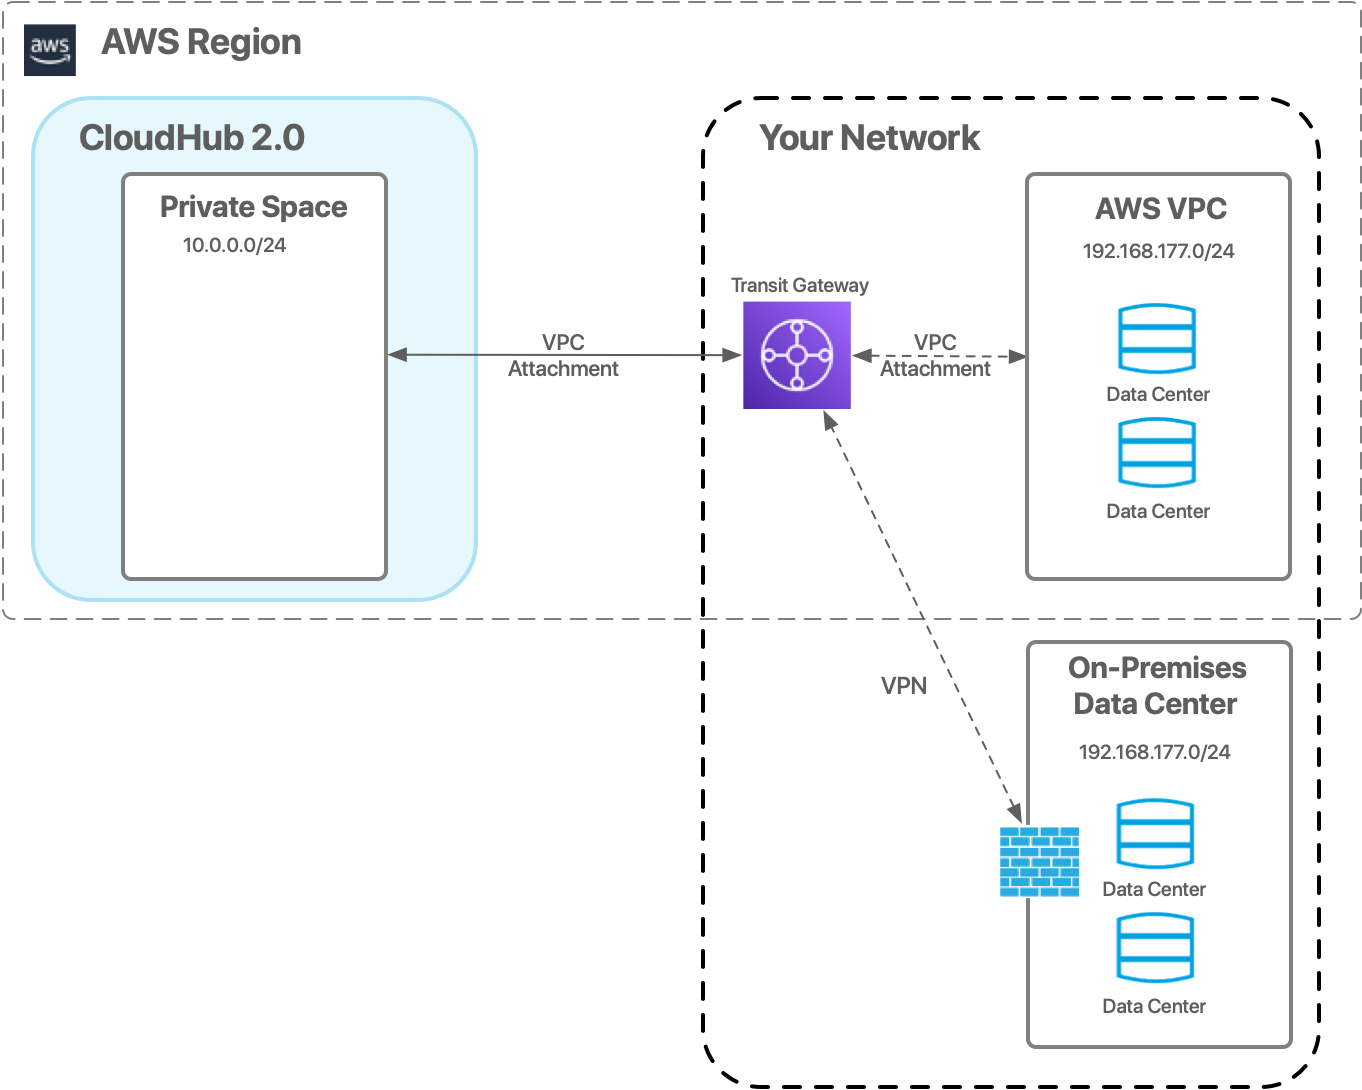 aws
AWS Region
CloudHub 2.0
Private Space
10.0.0.0/24
Your Network
Transit Gateway
VPC
Attachment
VPC
Attachment
AWS VPC
192.168.177.0/24
Data Center
Data Center
VPN
On-Premises
Data Center
192.168.177.0/24
Data Center
Data Center